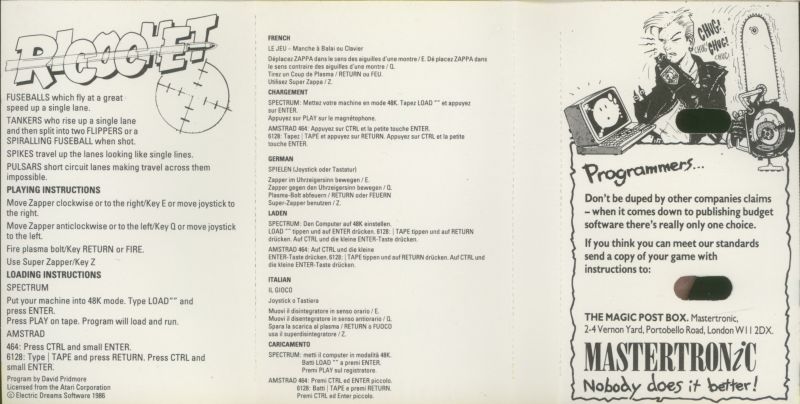 RICOCHET
FUSEBALLS which fly at a great
speed up a single lane.
TANKERS who rise up a single lane
and then split into two FLIPPERS or a
SPIRALLING FUSEBALL when shot.
SPIKES travel up the lanes looking like single lines.
PULSARS short circuit lanes making travel across them
impossible.
PLAYING INSTRUCTIONS
Move Zapper clockwise or to the right/Key E or move joystick to
the right.
Move Zapper anticlockwise or to the left/Key Q or move joystick
to the left.
Fire plasma bolt/Key RETURN or FIRE.
Use Super Zapper/Key Z
LOADING INSTRUCTIONS
SPECTRUM
Put your machine into 48K mode. Type LOAD"" and
press ENTER.
Press PLAY on tape. Program will load and run.
AMSTRAD
464: Press CTRL and small ENTER.
6128: Type | TAPE and press RETURN. Press CTRL and
small ENTER.
Program by David Pridmore
Licensed from the Atari Corporation
© Electric Dreams Software 1986
FRENCH
LE JEU – Manche à Balai ou Clavier
Déplacez ZAPPA dans le sens des aiguilles d'une montre / E. Dé placez ZAPPA dans
le sens contraire des aiguilles d'une montre / Q.
Tirez un Coup de Plasma / RETURN ou FEU.
Utilisez Super Zappa / Z.
CHARGEMENT
SPECTRUM: Mettez votre machine en mode 48K. Tapez LOAD "" et appuyez
sur ENTER.
Appuyez sur PLAY sur le magnétophone.
AMSTRAD 464: Appuyez sur CTRL et la petite touche ENTER.
6128: Tapez | TAPE et appuyez sur RETURN. Appuyez sur CTRL et la petite
touche ENTER.
GERMAN
SPIELEN (Joystick oder Tastatur)
Zapper im Uhrzeigersinn bewegen / E.
Zapper gegen den Uhrzeigersinn bewegen / Q.
Plasma-Bolt abfeuern / RETURN oder FEUERN
Super-Zapper benutzen / Z.
LADEN
SPECTRUM: Den Computer auf 48K einstellen.
LOAD "" tippen und auf ENTER drücken. 6128: | TAPE tippen und auf RETURN
drücken. Auf CTRL und die kleine ENTER-Taste drücken.
AMSTRAD 464: Auf CTRL und die kleine
ENTER-Taste drücken. 6128: | TAPE tippen und auf RETURN drücken. Auf CTRL und
die kleine ENTER-Taste drücken.
ITALIAN
IL GIOCO
Joystick o Tastiera
Muovi il disintegratore in senso orario / E.
Muovi il disentegratore in senso antiorario / Q.
Spara la scarica al plasma / RETURN o FUOCO
usa il superdisintegratore / Z.
CARICAMENTO
SPECTRUM: metti il computer in modalità 48K.
Batti LOAD "" a premi ENTER.
Premi PLAY sul registratore.
AMSTRAD 464: Premi CTRL ed ENTER piccolo.
6128: Batti | TAPE e premi RETURN.
Premi CTRL ed Enter piccolo.
CHUG!
CHUG!
CHUG!
CHUG!
Programmers...
Don't be duped by other companies claims
– when it comes down to publishing budget
software there's really only one choice.
If you think you can meet our standards
send a copy of your game with
instructions to:
THE MAGIC POST BOX. Mastertronic,
2-4 Vernon Yard, Portobello Road, London W11 2DX.
MASTERTRONiC
Nobody does it better!